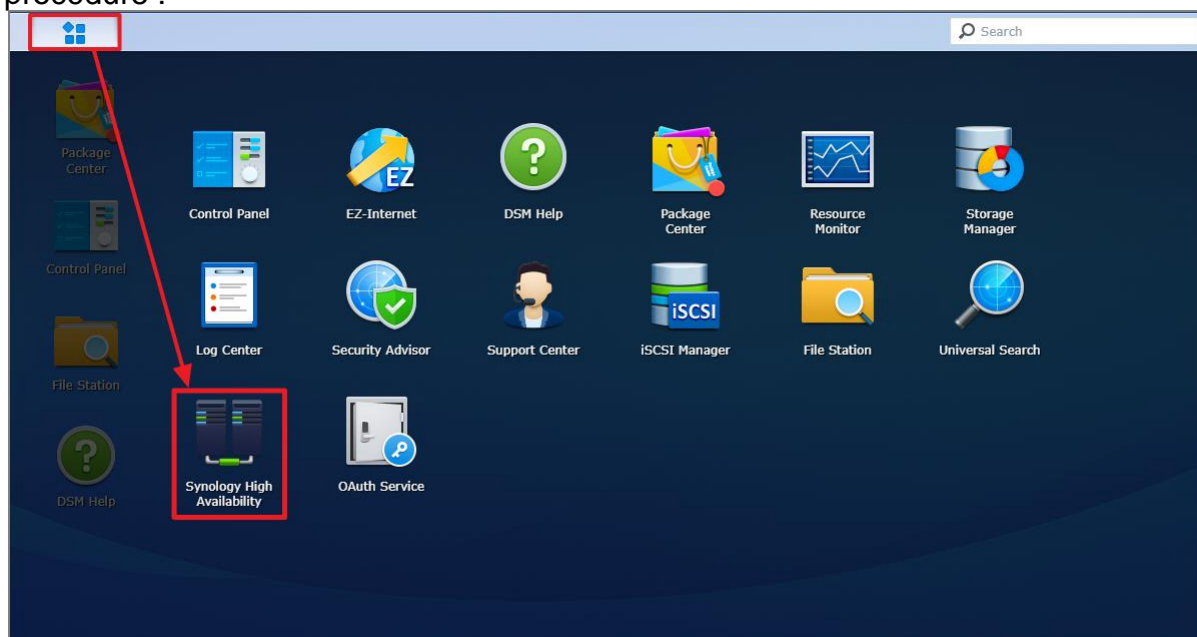 procedure :
Search
Package
Center
Control Panel
File Station
DSM Help
Control Panel
EZ
EZ-Internet
?
DSM Help
Package
Center
Resource
Monitor
Storage
Manager
Log Center
Security Advisor
Support Center
iSCSI
iSCSI Manager
File Station
Universal Search
Synology High
Availability
OAuth Service